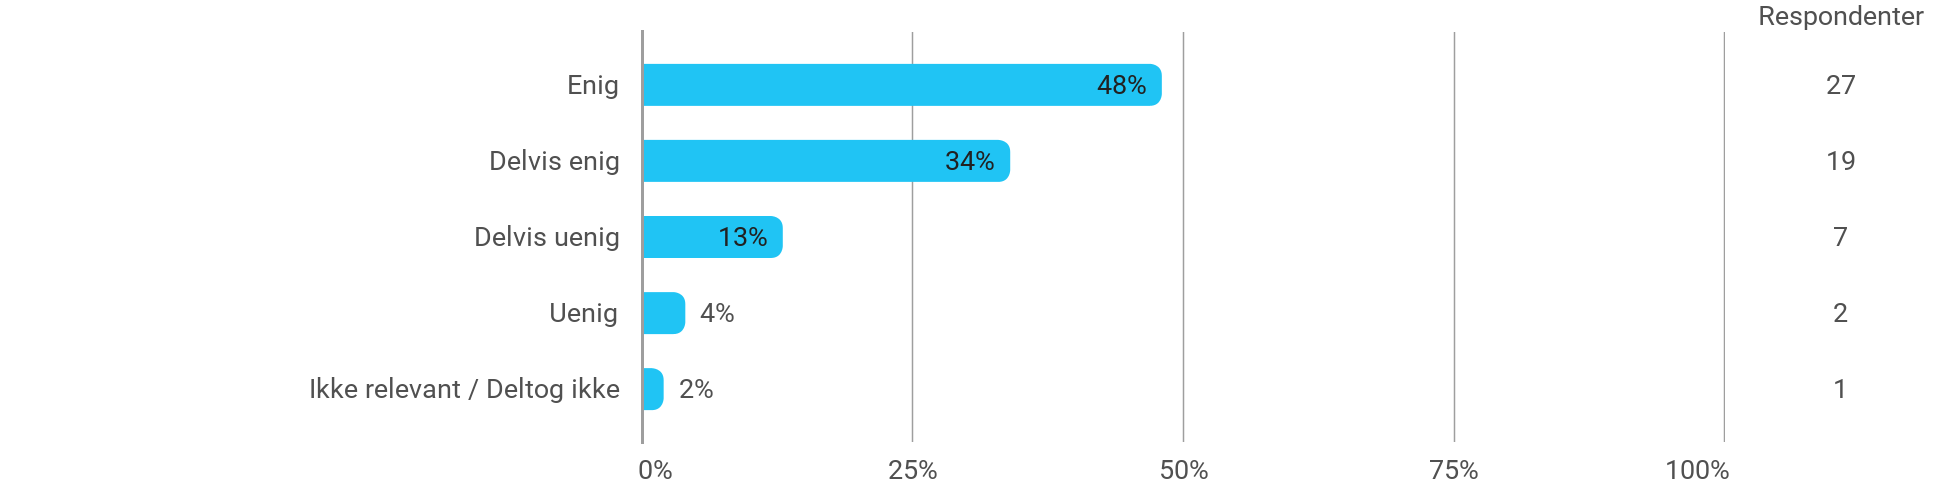 Respondenter
Enig 48% 27
Delvis enig 34% 19
Delvis uenig 13% 7
Uenig 4% 2
Ikke relevant / Deltog ikke 2% 1
0% 25% 50% 75% 100%